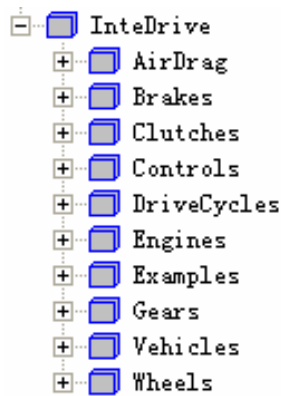 InteDrive
AirDrag
Brakes
Clutches
Controls
DriveCycles
Engines
Examples
Gears
Vehicles
Wheels